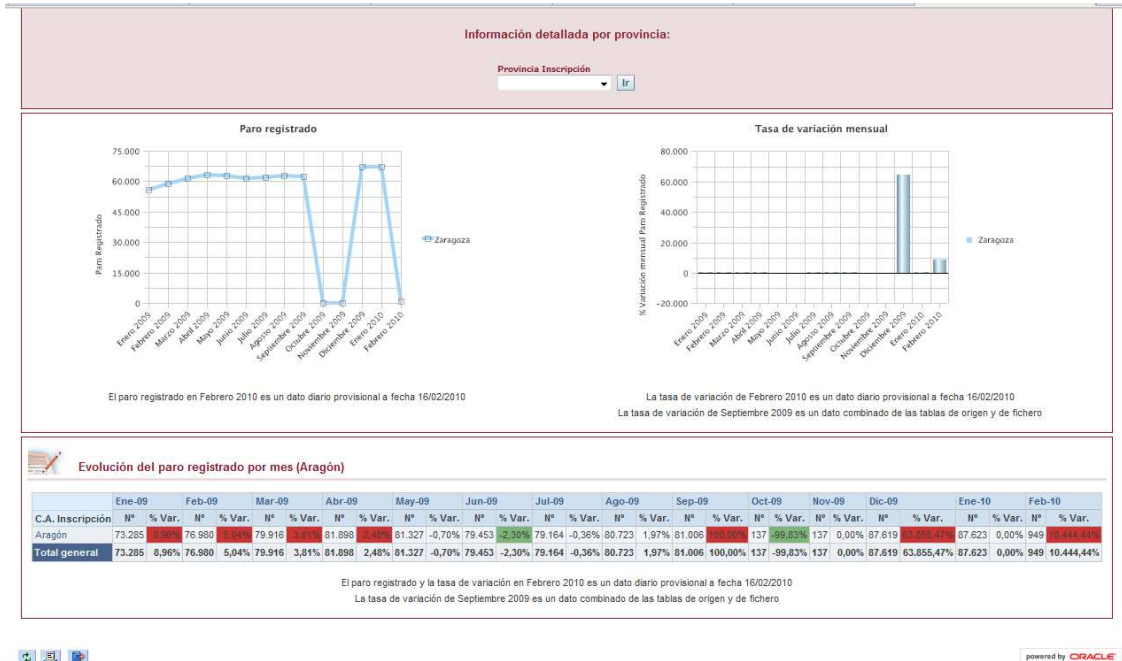 Información detallada por provincia:
Provincia Inscripción
Ir
Paro registrado
75.000
60.000
45.000
30.000
15.000
0
Paro Registrado
Enero 2009
Febrero 2009
Marzo 2009
Abril 2009
Mayo 2009
Junio 2009
Julio 2009
Agosto 2009
Septiembre 2009
Octubre 2009
Noviembre 2009
Diciembre 2009
Enero 2010
Febrero 2010
Zaragoza
El paro registrado en Febrero 2010 es un dato diario provisional a fecha 16/02/2010
Tasa de variación mensual
80.000
60.000
40.000
20.000
0
-20.000
% Variación mensual Paro Registrado
Enero 2009
Febrero 2009
Marzo 2009
Abril 2009
Mayo 2009
Junio 2009
Julio 2009
Agosto 2009
Septiembre 2009
Octubre 2009
Noviembre 2009
Diciembre 2009
Enero 2010
Febrero 2010
Zaragoza
La tasa de variación de Febrero 2010 es un dato diario provisional a fecha 16/02/2010
La tasa de variación de Septiembre 2009 es un dato combinado de las tablas de origen y de fichero
Evolución del paro registrado por mes (Aragón)
Ene-09 Feb-09 Mar-09 Abr-09 May-09 Jun-09 Jul-09 Ago-09 Sep-09 Oct-09 Nov-09 Dic-09 Ene-10 Feb-10
C.A. Inscripción Nº % Var. Nº % Var. Nº % Var. Nº % Var. Nº % Var. Nº % Var. Nº % Var. Nº % Var. Nº % Var. Nº % Var. Nº % Var. Nº % Var. Nº % Var. Nº % Var.
Aragón 73.285 8,96% 76.980 5,04% 79.916 3,81% 81.898 2,48% 81.327 -0,70% 79.453 -2,30% 79.164 -0,36% 80.723 1,97% 81.006 100,00% 137 -99,83% 137 0,00% 87.619 63.855,47% 87.623 0,00% 949 10.444,44%
Total general 73.285 8,96% 76.980 5,04% 79.916 3,81% 81.898 2,48% 81.327 -0,70% 79.453 -2,30% 79.164 -0,36% 80.723 1,97% 81.006 100,00% 137 -99,83% 137 0,00% 87.619 63.855,47% 87.623 0,00% 949 10.444,44%
El paro registrado y la tasa de variación en Febrero 2010 es un dato diario provisional a fecha 16/02/2010
La tasa de variación de Septiembre 2009 es un dato combinado de las tablas de origen y de fichero
powered by ORACLE